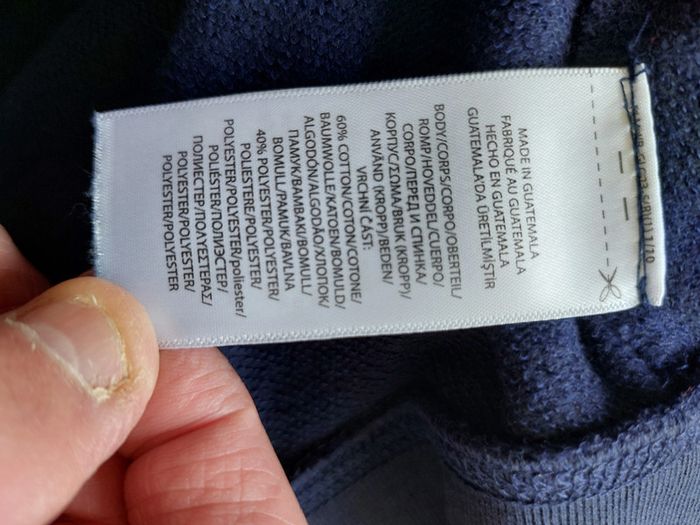 MADE IN GUATEMALA
FABRIQUÉ AU GUATEMALA
HECHO EN GUATEMALA
GUATEMALA'DA ÜRETILMIŞTIR
BODY/CORPS/CORPO/OBERTEIL/
ROMP/HOVEDDEL/CUERPO/
CORPO/ПЕРЕД И СПИНКА/
КОРПУС/ΣΩΜΑ/BRUK (KROPP)/
ANVÄND (KROPP)/BEDEN/
VRCHNI ČÁST:
60% COTTON/COTON/COTONE/
BAUMWOLLE/KATOEN/BOMULD/
ALGODÓN/ALGODÃO/ХЛОПОК/
ПАМУК/ΒΑΜΒΑΚΙ/BOMULL/
BOMULL/PAMUK/BAVLNA
40% POLYESTER/POLYESTER/
POLIESTERE/POLYESTER/
POLYESTER/POLYESTER/poliester/
POLIÉSTER/ПОЛИЭСТЕР/
ПОЛИЕСТЕР/ΠΟΛΥΕΣΤΕΡΑΣ/
POLYESTER/POLYESTER/
POLYESTER/POLYESTER